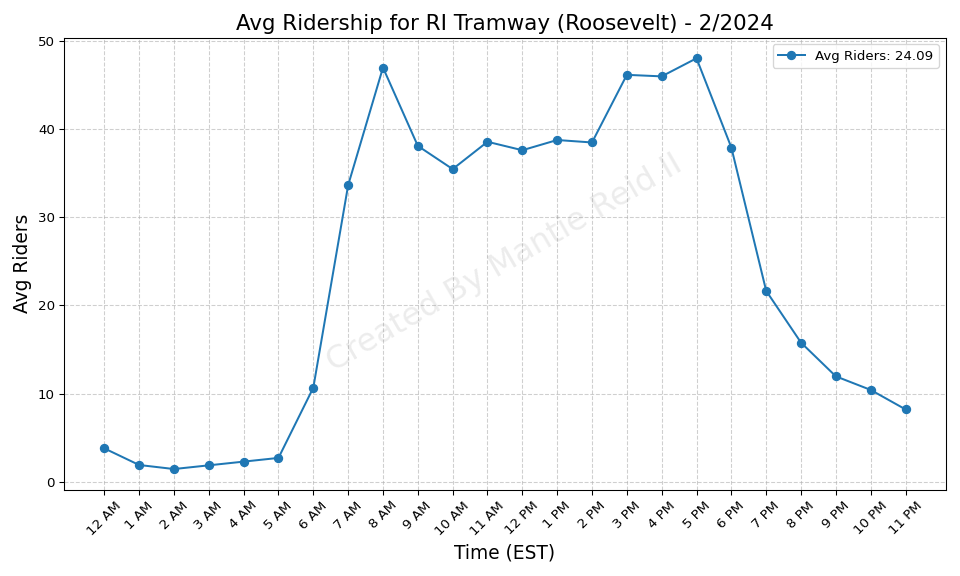 Avg Ridership for RI Tramway (Roosevelt) - 2/2024
Avg Riders: 24.09
50
40
30
20
10
0
Avg Riders
Created By Mantie Reid II
12 AM
1 AM
2 AM
3 AM
4 AM
5 AM
6 AM
7 AM
8 AM
9 AM
10 AM
11 AM
12 PM
1 PM
2 PM
3 PM
4 PM
5 PM
6 PM
7 PM
8 PM
9 PM
10 PM
11 PM
Time (EST)